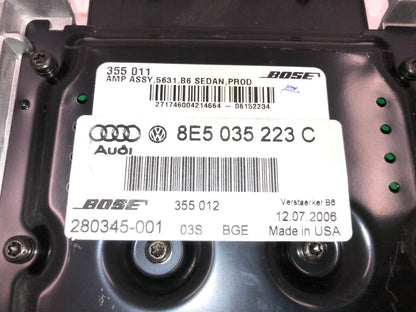 355 011 BOSE
AMP ASSY,5631,B6 SEDAN,PROD
271746004214664 - 06152234
Audi 8E5 035 223 C
BOSE 355 012 Verstaerker B6
12.07.2006
280345-001 03S BGE Made in USA